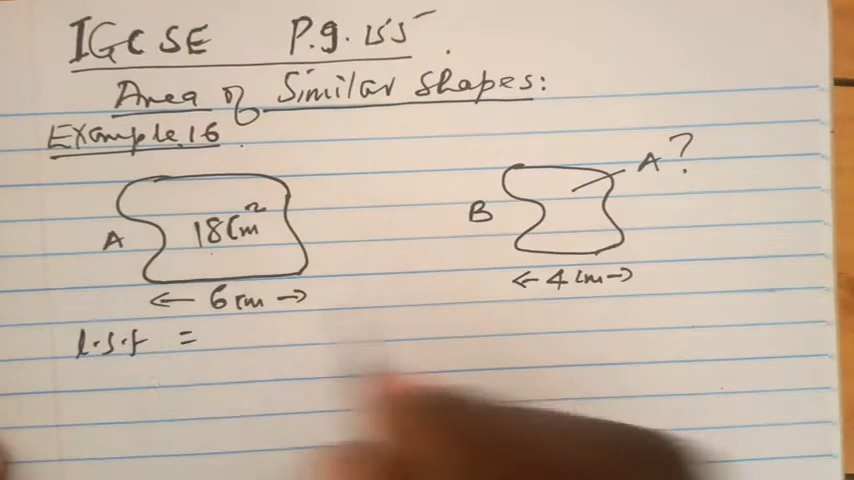 IGCSE P.g. 155
Area of Similar shapes:
Example.16.
A 18cm²
6cm
B A?
4cm
l.s.f =